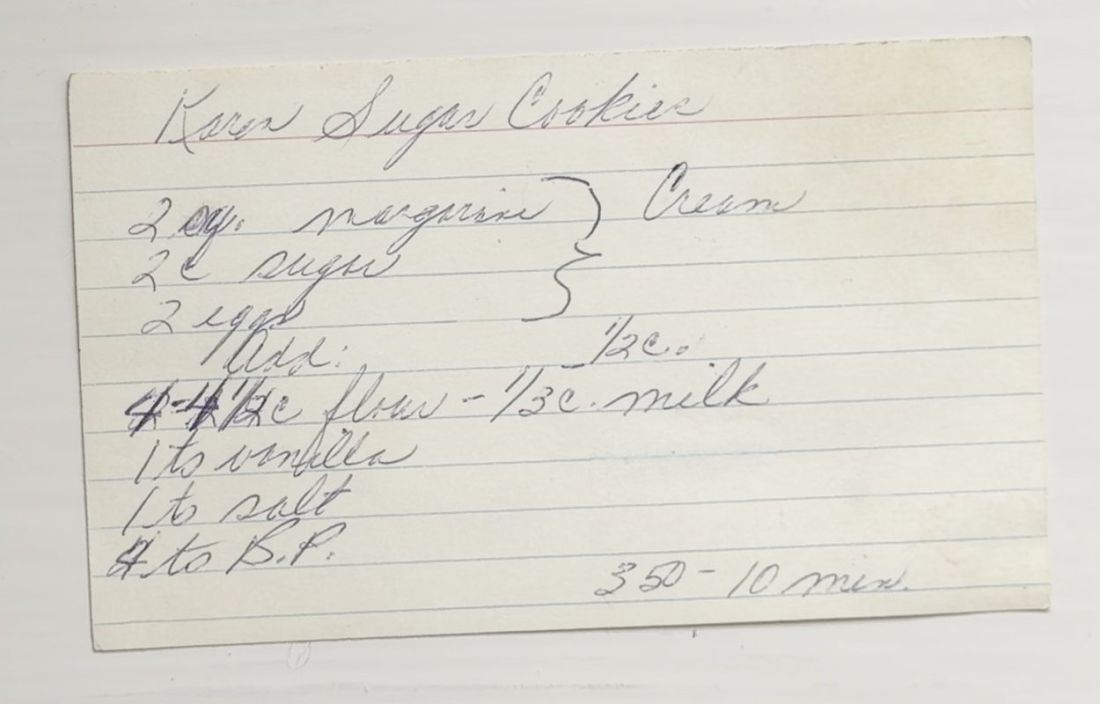 Karen Sugar Cookies
2 margarine Cream
2c sugar
2 eggs
Add: 1/2c.
4-4 1/2c flour - 1/3c. milk
1 ts vanilla
1 ts salt
4 ts B.P.
350 - 10 min.